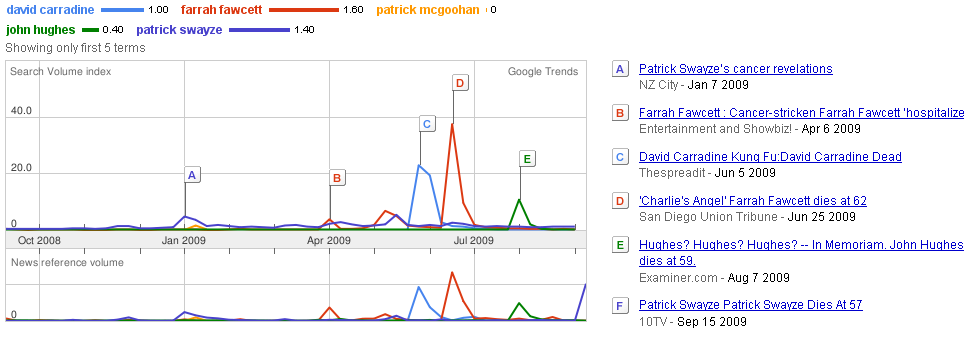 david carradine 1.00 farrah fawcett 1.60 patrick mcgoohan 0
john hughes 0.40 patrick swayze 1.40
Showing only first 5 terms
Search Volume index Google Trends
D
40.0
C
E
20.0
A
B
0
Oct 2008 Jan 2009 Apr 2009 Jul 2009
News reference volume
0
A Patrick Swayze's cancer revelations
NZ City - Jan 7 2009
B Farrah Fawcett : Cancer-stricken Farrah Fawcett 'hospitalize
Entertainment and Showbiz! - Apr 6 2009
C David Carradine Kung Fu:David Carradine Dead
Thespreadit - Jun 5 2009
D 'Charlie's Angel' Farrah Fawcett dies at 62
San Diego Union Tribune - Jun 25 2009
E Hughes? Hughes? Hughes? -- In Memoriam. John Hughes
dies at 59.
Examiner.com - Aug 7 2009
F Patrick Swayze Patrick Swayze Dies At 57
10TV - Sep 15 2009